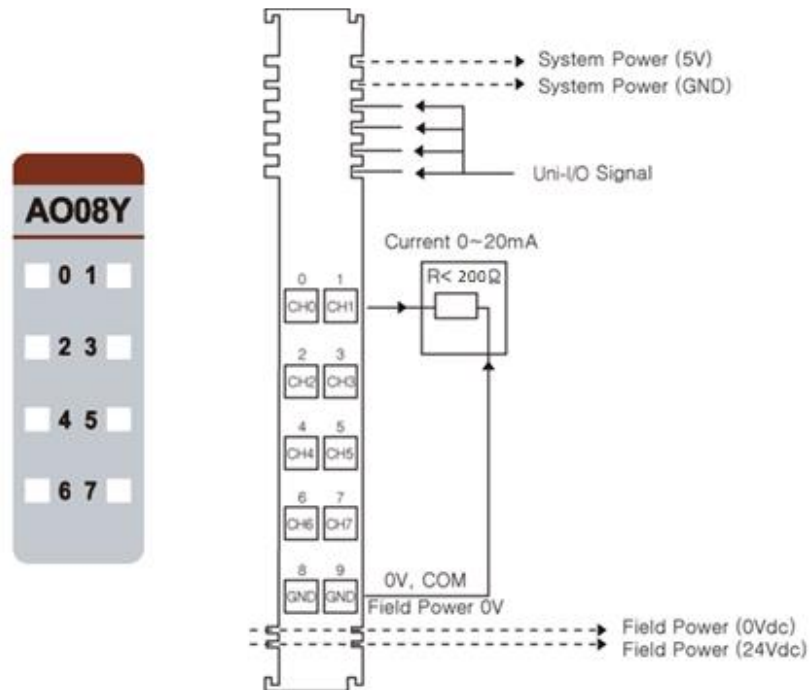 AO08Y
0 1
2 3
4 5
6 7
System Power (5V)
System Power (GND)
Uni-I/O Signal
Current 0~20mA
R< 200Ω
0 1
CH0 CH1
2 3
CH2 CH3
4 5
CH4 CH5
6 7
CH6 CH7
8 9
GND GND
0V, COM
Field Power 0V
Field Power (0Vdc)
Field Power (24Vdc)